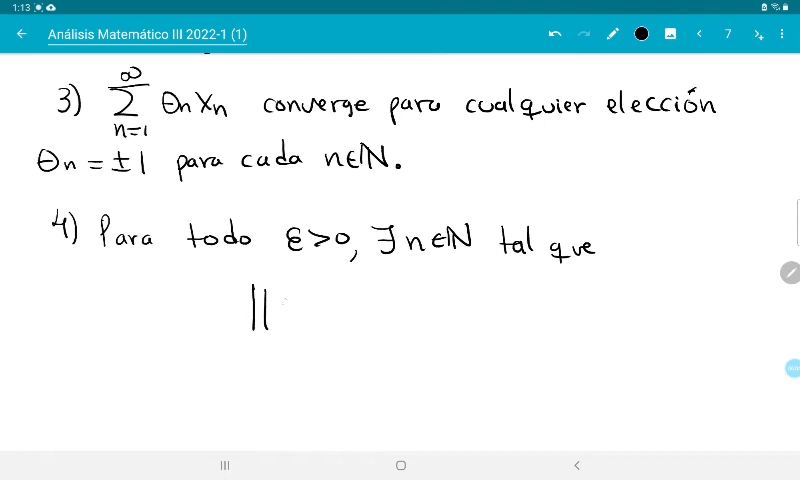 1:13
Análisis Matemático III 2022-1 (1)
7
3) ∑_{n=1}^{∞} θn Xn converge para cualquier elección
θn = ±1 para cada n∈ℕ.
4) Para todo ε>0, ∃ n∈ℕ tal que
||